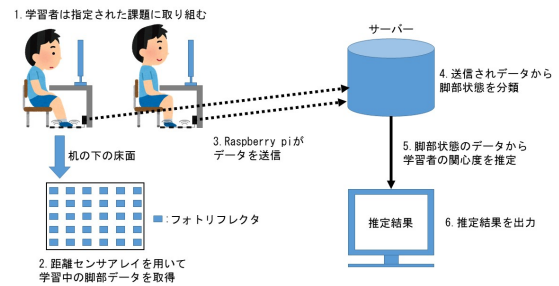 1.学習者は指定された課題に取り組む
サーバー
4.送信されデータから
脚部状態を分類
3.Raspberry piが
データを送信
机の下の床面
5.脚部状態のデータから
学習者の関心度を推定
:フォトリフレクタ
推定結果
6.推定結果を出力
2.距離センサアレイを用いて
学習中の脚部データを取得